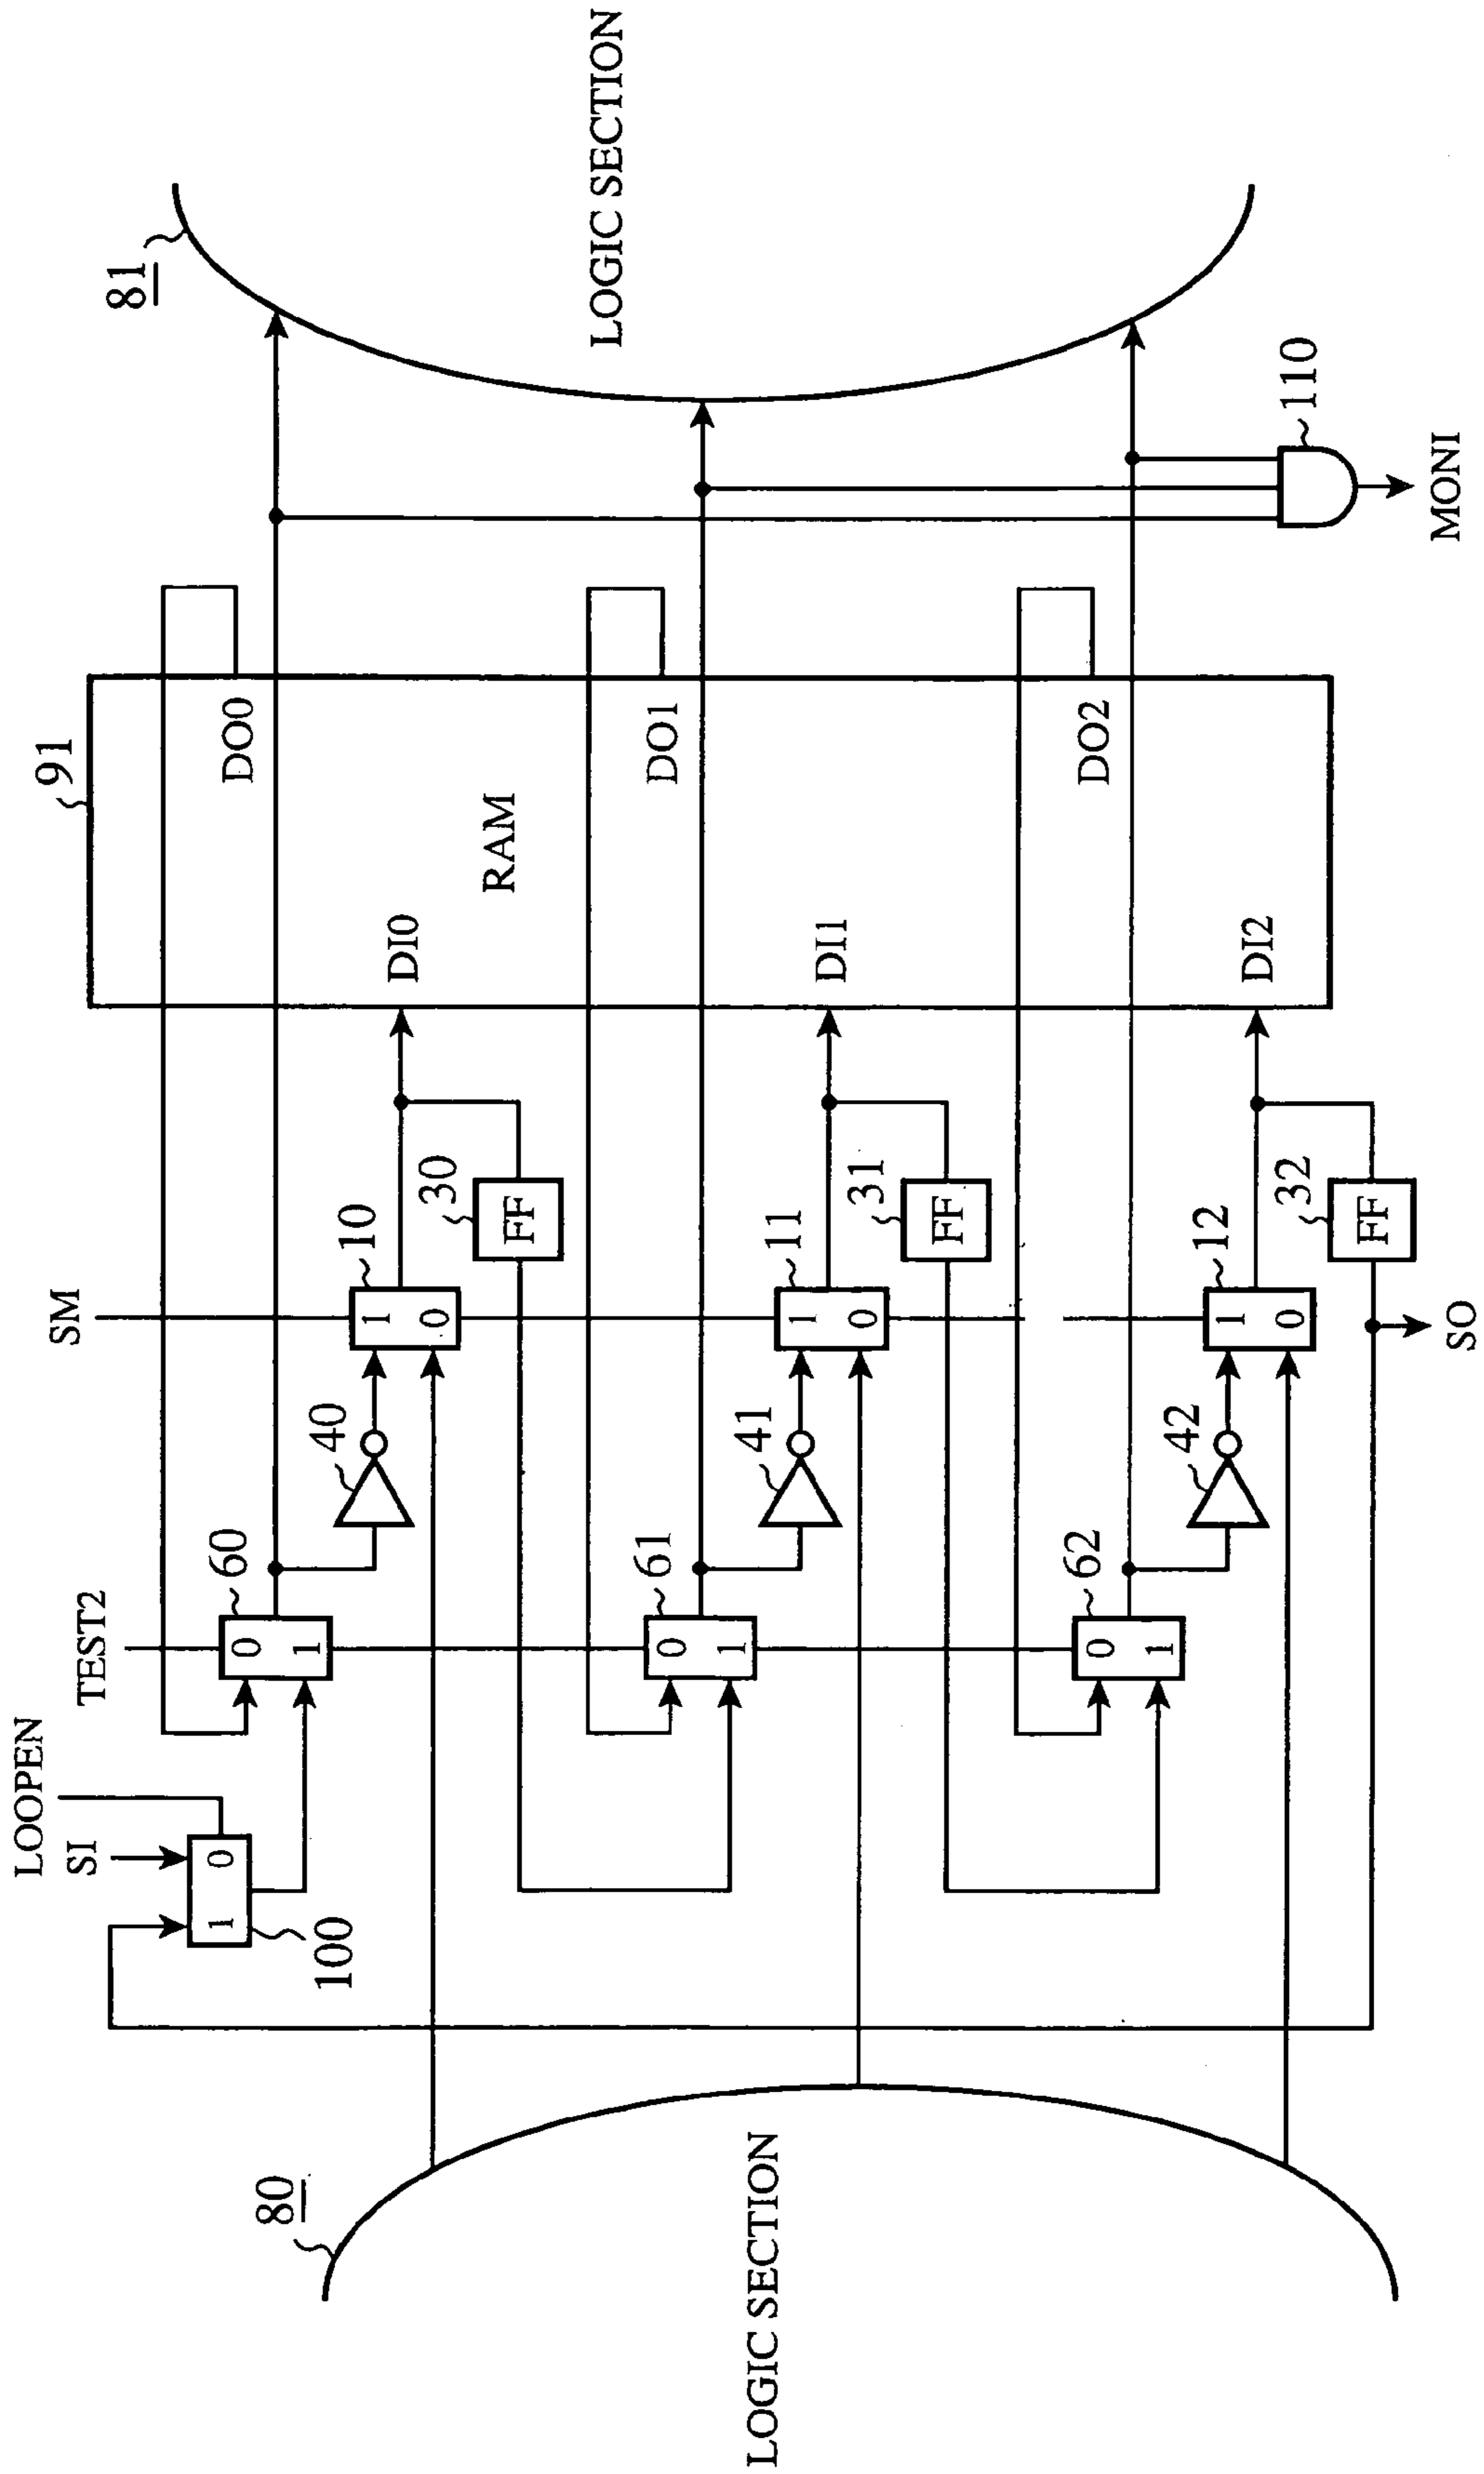 LOOPEN
SI
1 0
100
TEST2
0
1
60
SM
40
1
0
10
FF
30
DI0
91
DO0
RAM
81
LOGIC SECTION
80
LOGIC SECTION
0
1
61
41
1
0
11
FF
31
DI1
DO1
0
1
62
42
1
0
12
FF
32
DI2
DO2
110
SO
MONI